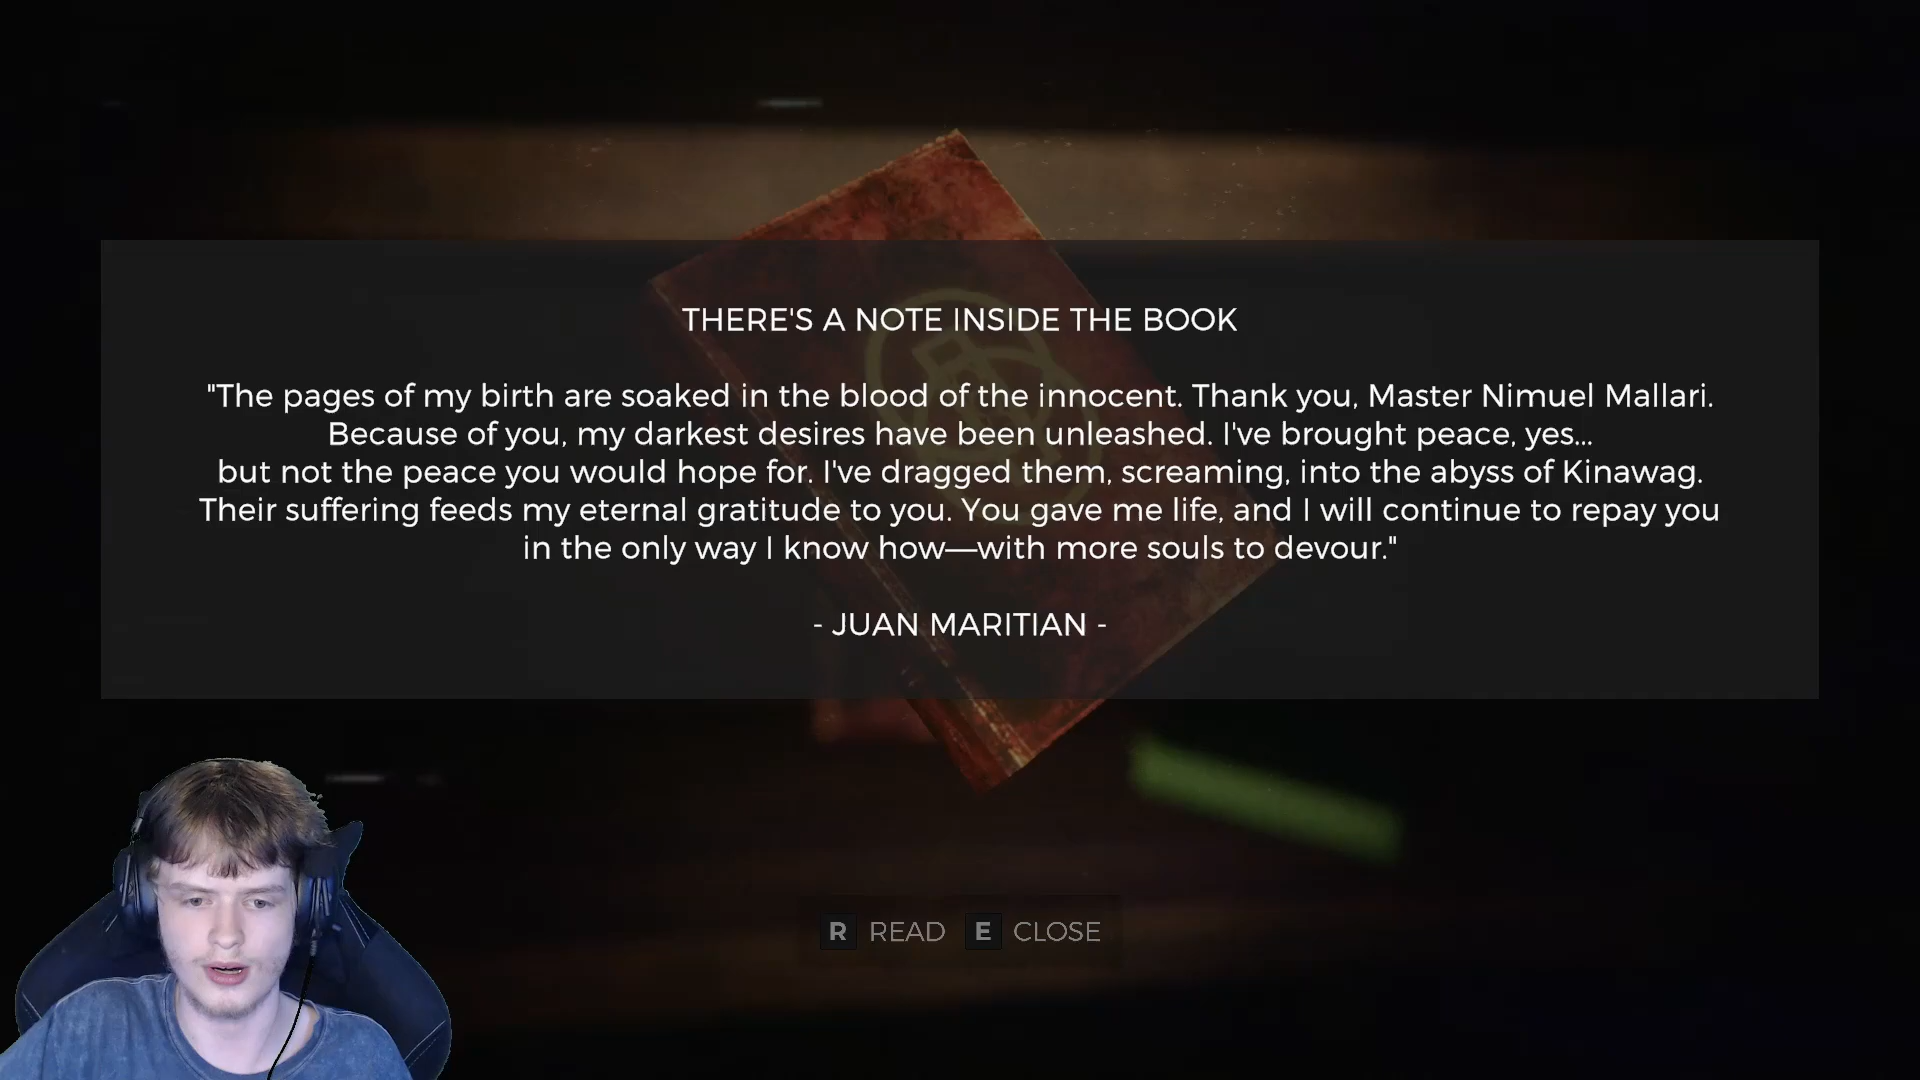 THERE'S A NOTE INSIDE THE BOOK
"The pages of my birth are soaked in the blood of the innocent. Thank you, Master Nimuel Mallari.
Because of you, my darkest desires have been unleashed. I've brought peace, yes...
but not the peace you would hope for. I've dragged them, screaming, into the abyss of Kinawag.
Their suffering feeds my eternal gratitude to you. You gave me life, and I will continue to repay you
in the only way I know how—with more souls to devour."
- JUAN MARITIAN -
R READ E CLOSE